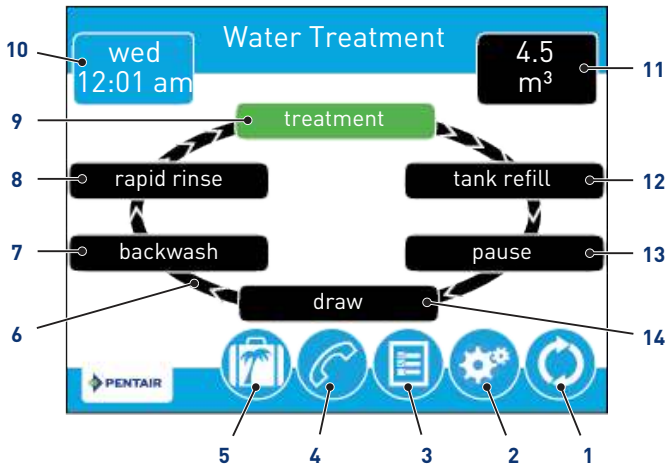 Water Treatment
10
wed
12:01 am
4.5
m³
11
9
treatment
8
rapid rinse
tank refill
12
7
backwash
pause
13
6
draw
14
PENTAIR
5
4
3
2
1